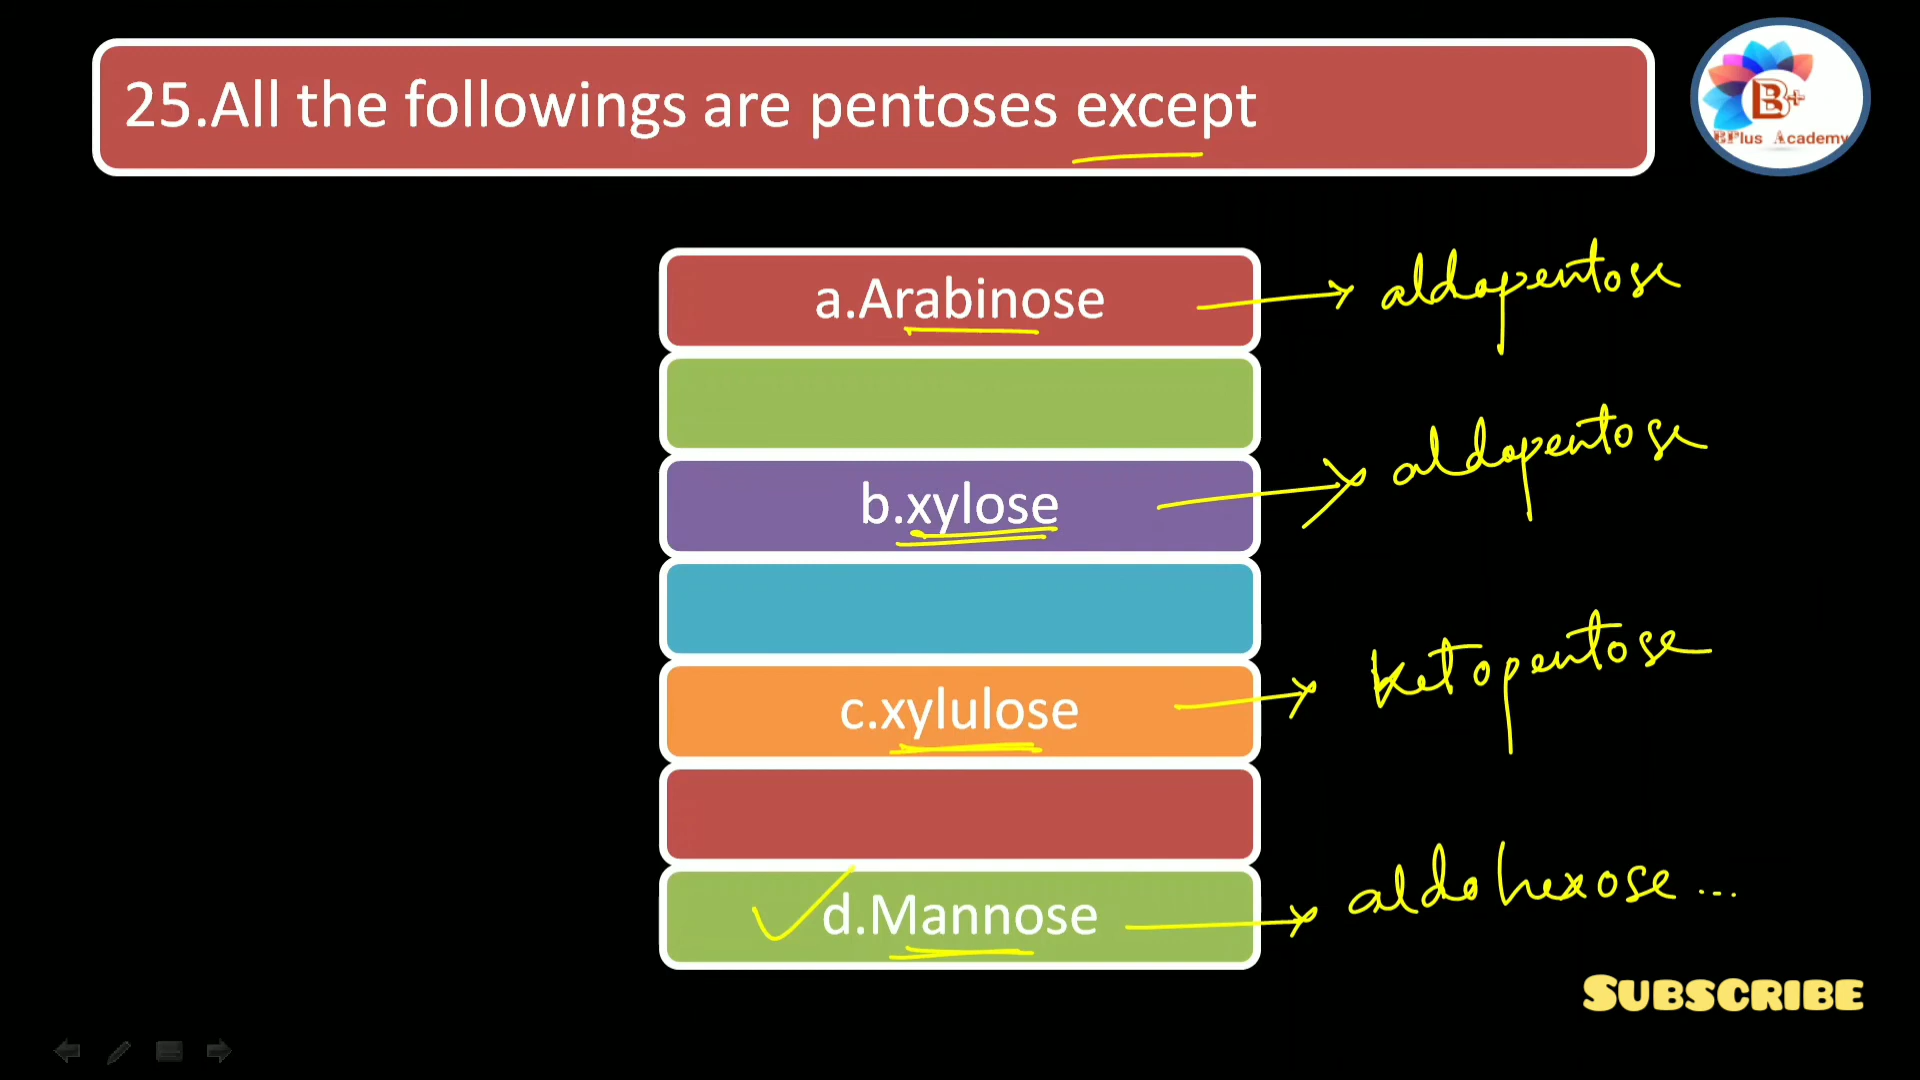 25.All the followings are pentoses except
BPlus Academy
a.Arabinose
aldopentose
b.xylose
aldopentose
c.xylulose
ketopentose
d.Mannose
aldohexose...
SUBSCRIBE